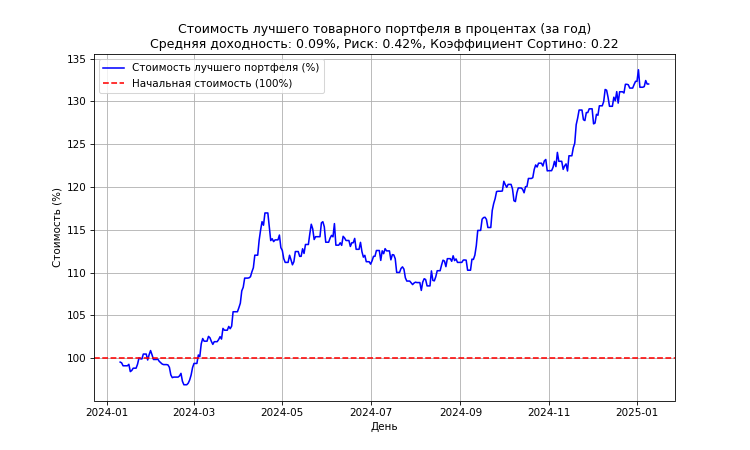 Стоимость лучшего товарного портфеля в процентах (за год)
Средняя доходность: 0.09%, Риск: 0.42%, Коэффициент Сортино: 0.22
Стоимость лучшего портфеля (%)
Начальная стоимость (100%)
Стоимость (%)
135
130
125
120
115
110
105
100
2024-01
2024-03
2024-05
2024-07
2024-09
2024-11
2025-01
День